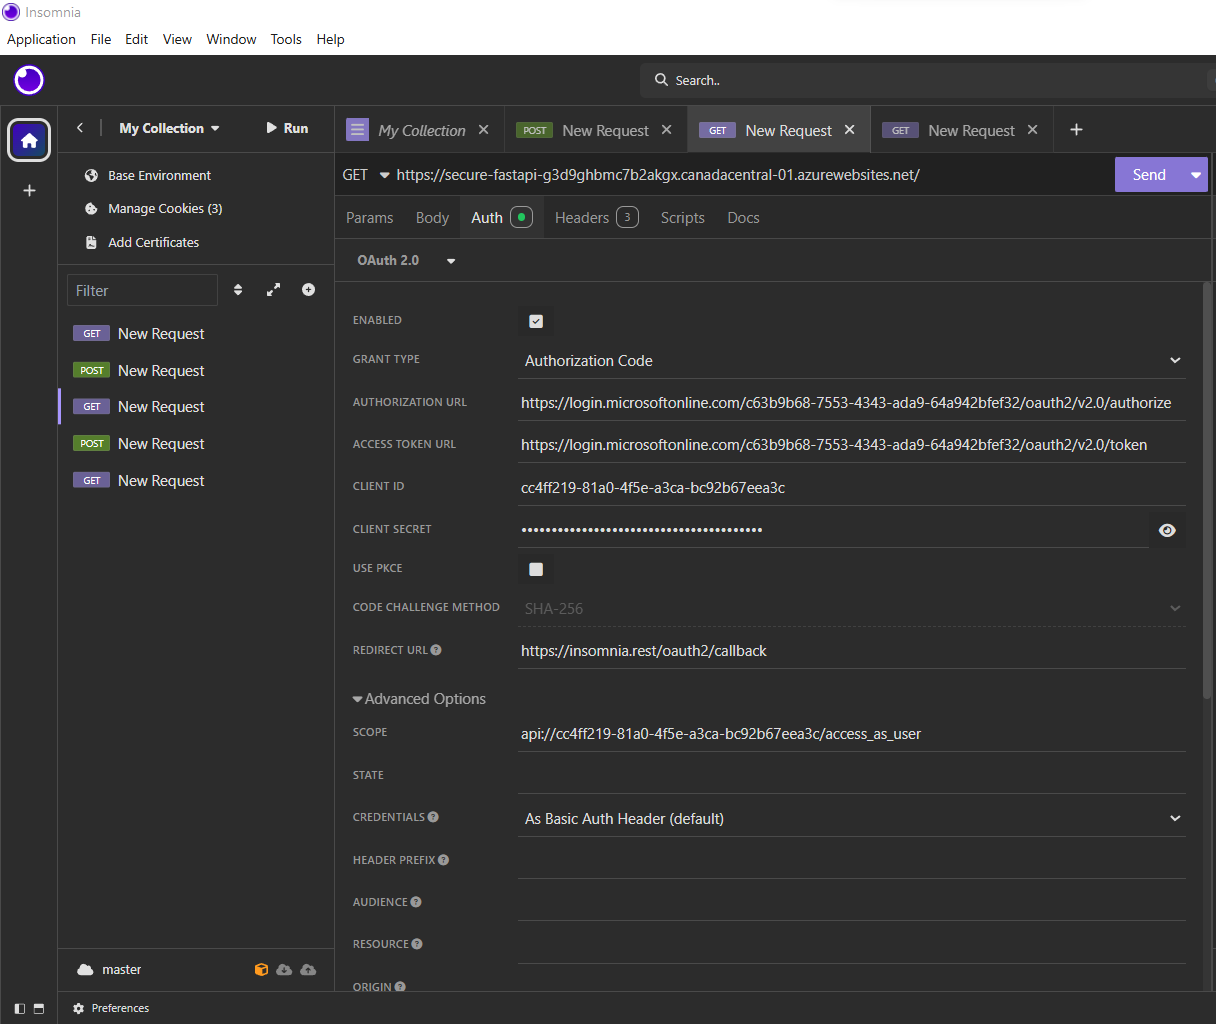 Insomnia
Application File Edit View Window Tools Help
Search..
My Collection Run
My Collection POST New Request GET New Request GET New Request
Base Environment
Manage Cookies (3)
Add Certificates
GET https://secure-fastapi-g3d9ghbmc7b2akgx.canadacentral-01.azurewebsites.net/ Send
Params Body Auth Headers 3 Scripts Docs
OAuth 2.0
Filter
GET New Request
POST New Request
GET New Request
POST New Request
GET New Request
ENABLED
GRANT TYPE Authorization Code
AUTHORIZATION URL https://login.microsoftonline.com/c63b9b68-7553-4343-ada9-64a942bfef32/oauth2/v2.0/authorize
ACCESS TOKEN URL https://login.microsoftonline.com/c63b9b68-7553-4343-ada9-64a942bfef32/oauth2/v2.0/token
CLIENT ID cc4ff219-81a0-4f5e-a3ca-bc92b67eea3c
CLIENT SECRET ••••••••••••••••••••••••••••••••••••••••
USE PKCE
CODE CHALLENGE METHOD SHA-256
REDIRECT URL https://insomnia.rest/oauth2/callback
Advanced Options
SCOPE api://cc4ff219-81a0-4f5e-a3ca-bc92b67eea3c/access_as_user
STATE
CREDENTIALS As Basic Auth Header (default)
HEADER PREFIX
AUDIENCE
RESOURCE
ORIGIN
master
Preferences